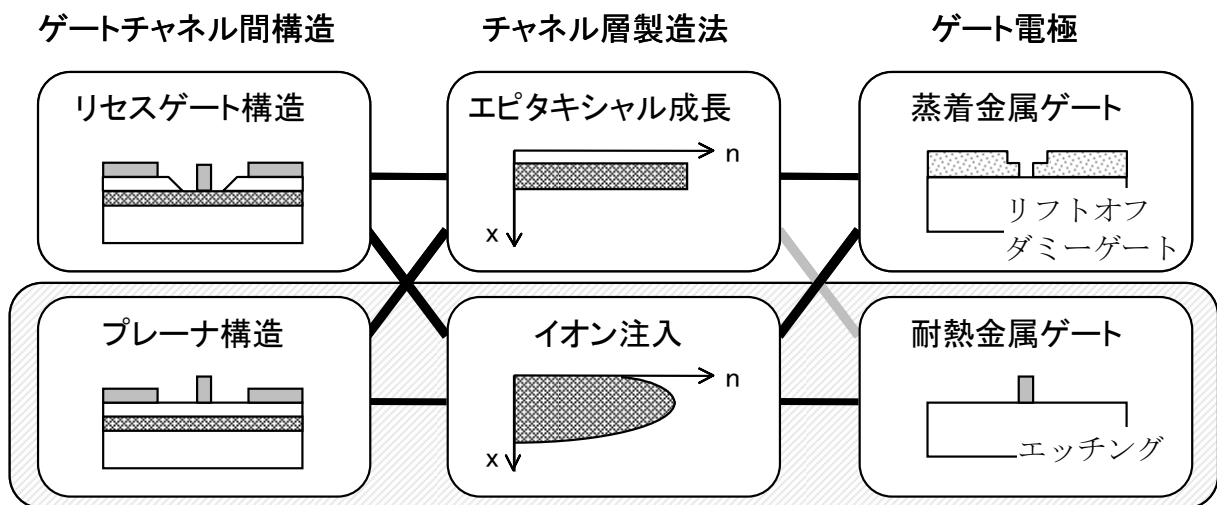 ゲートチャネル間構造
チャネル層製造法
ゲート電極
リセスゲート構造
エピタキシャル成長
n
x
蒸着金属ゲート
リフトオフ
ダミーゲート
プレーナ構造
イオン注入
n
x
耐熱金属ゲート
エッチング